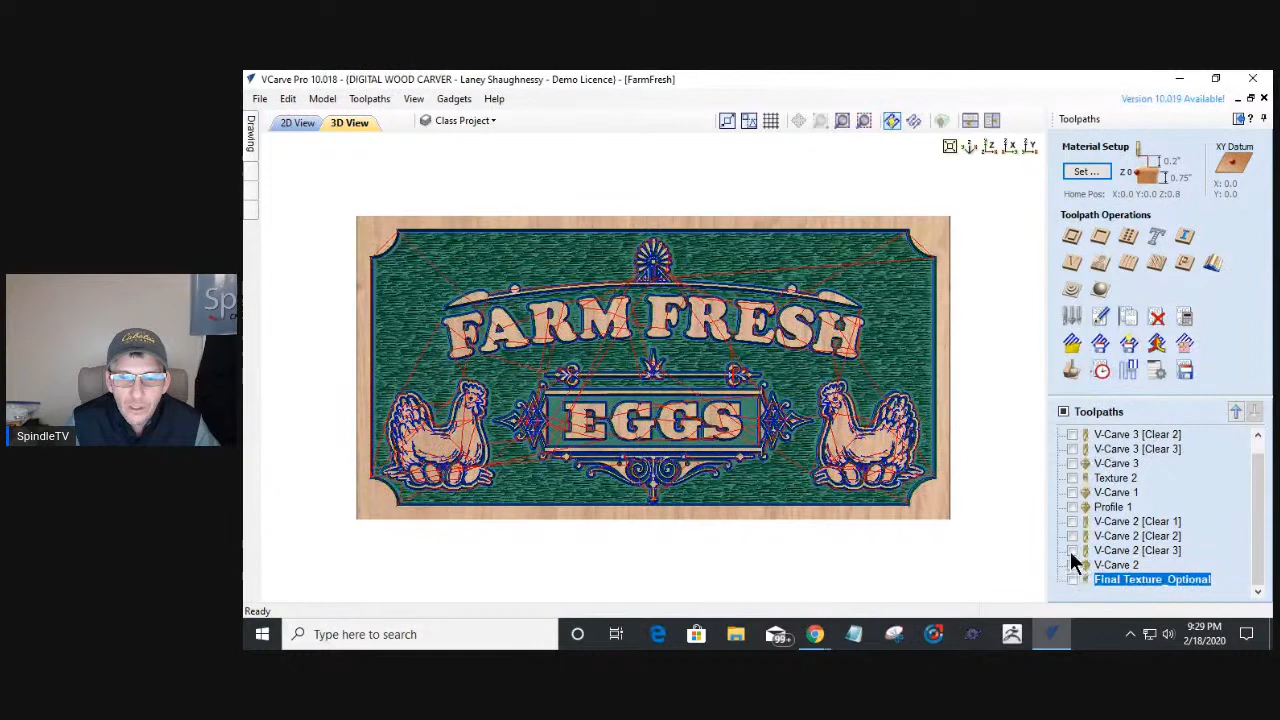 VCarve Pro 10.018 - {DIGITAL WOOD CARVER - Laney Shaughnessy - Demo Licence} - [FarmFresh]
File Edit Model Toolpaths View Gadgets Help
Version 10.019 Available!
2D View
3D View
Class Project
Drawing
Toolpaths
Material Setup
XY Datum
Set ...
Z 0
0.2"
0.75"
X: 0.0
Y: 0.0
Home Pos: X:0.0 Y:0.0 Z:0.8
Toolpath Operations
Z
X
Y
FARM FRESH
EGGS
Sp
SpindleTV
Toolpaths
V-Carve 3 [Clear 2]
V-Carve 3 [Clear 3]
V-Carve 3
Texture 2
V-Carve 1
Profile 1
V-Carve 2 [Clear 1]
V-Carve 2 [Clear 2]
V-Carve 2 [Clear 3]
V-Carve 2
Final Texture_Optional
Ready
Type here to search
99+
9:29 PM
2/18/2020